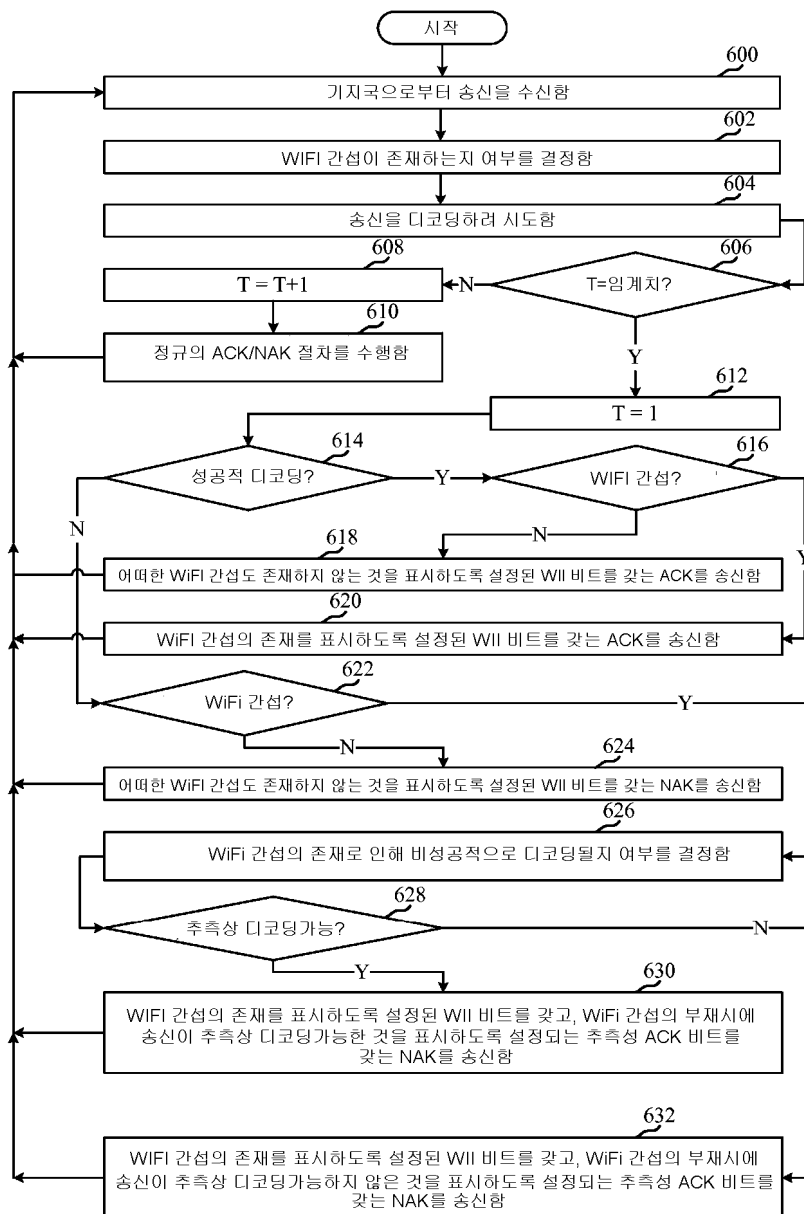 시작
600
기지국으로부터 송신을 수신함
602
WIFI 간섭이 존재하는지 여부를 결정함
604
송신을 디코딩하려 시도함
606
T=임계치?
N
608
T = T+1
610
정규의 ACK/NAK 절차를 수행함
Y
612
T = 1
614
성공적 디코딩?
Y
616
WIFI 간섭?
N
N
Y
618
어떠한 WiFI 간섭도 존재하지 않는 것을 표시하도록 설정된 WII 비트를 갖는 ACK를 송신함
620
WiFI 간섭의 존재를 표시하도록 설정된 WII 비트를 갖는 ACK를 송신함
622
WiFi 간섭?
Y
N
624
어떠한 WiFI 간섭도 존재하지 않는 것을 표시하도록 설정된 WII 비트를 갖는 NAK를 송신함
626
WiFi 간섭의 존재로 인해 비성공적으로 디코딩될지 여부를 결정함
628
추측상 디코딩가능?
N
Y
630
WIFI 간섭의 존재를 표시하도록 설정된 WII 비트를 갖고, WiFi 간섭의 부재시에
송신이 추측상 디코딩가능한 것을 표시하도록 설정되는 추측성 ACK 비트를
갖는 NAK를 송신함
632
WIFI 간섭의 존재를 표시하도록 설정된 WII 비트를 갖고, WiFi 간섭의 부재시에
송신이 추측상 디코딩가능하지 않은 것을 표시하도록 설정되는 추측성 ACK 비트를
갖는 NAK를 송신함